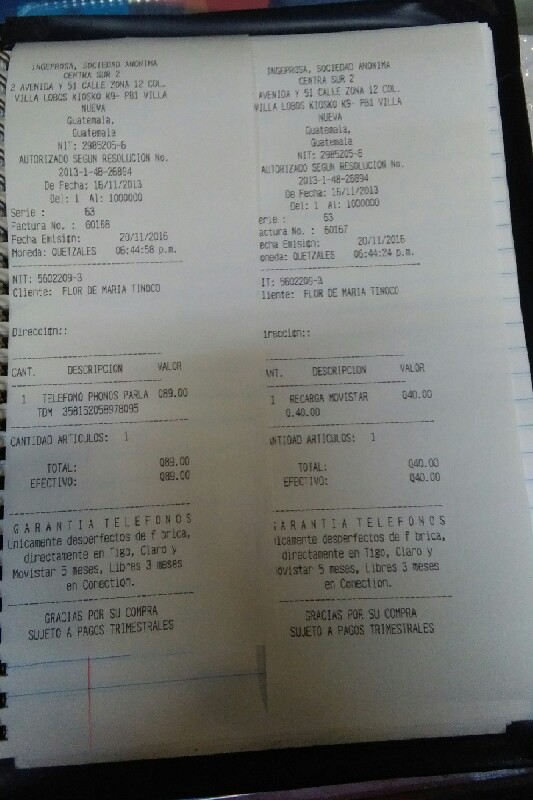 INGEPROSA, SOCIEDAD ANONIMA
CENTRA SUR 2
2 AVENIDA Y 51 CALLE ZONA 12 COL.
VILLA LOBOS KIOSKO K9- PB1 VILLA
NUEVA
Guatemala,
Guatemala
NIT: 2985205-6
AUTORIZADO SEGUN RESOLUCION No.
2013-1-48-26894
De Fecha: 16/11/2013
Del: 1 Al: 1000000
Serie : 63
Factura No. : 60168
Fecha Emision: 20/11/2016
Moneda: QUETZALES 06:44:58 p.m.
NIT: 5602209-3
Cliente: FLOR DE MARIA TINOCO
Dirección::
CANT. DESCRIPCION VALOR
1 TELEFONO PHONOS PARLA Q89.00
TDM 358152058978095
CANTIDAD ARTICULOS: 1
TOTAL: Q89.00
EFECTIVO: Q89.00
GARANTIA TELEFONOS
Unicamente desperfectos de f brica,
directamente en Tigo, Claro y
Movistar 5 meses, Libres 3 meses
en Conection.
GRACIAS POR SU COMPRA
SUJETO A PAGOS TRIMESTRALES
INGEPROSA, SOCIEDAD ANONIMA
CENTRA SUR 2
AVENIDA Y 51 CALLE ZONA 12 COL.
VILLA LOBOS KIOSKO K9- PB1 VILLA
NUEVA
Guatemala,
Guatemala
NIT: 2985205-6
AUTORIZADO SEGUN RESOLUCION No.
2013-1-48-26894
De Fecha: 16/11/2013
Del: 1 Al: 1000000
erie : 63
actura No. : 60167
echa Emision: 20/11/2016
oneda: QUETZALES 06:44:24 p.m.
IT: 5602209-3
liente: FLOR DE MARIA TINOCO
irección::
ANT. DESCRIPCION VALOR
1 RECARGA MOVISTAR Q40.00
Q.40.00
ANTIDAD ARTICULOS: 1
TOTAL: Q40.00
EFECTIVO: Q40.00
GARANTIA TELEFONOS
nicamente desperfectos de f brica,
directamente en Tigo, Claro y
Movistar 5 meses, Libres 3 meses
en Conection.
GRACIAS POR SU COMPRA
SUJETO A PAGOS TRIMESTRALES